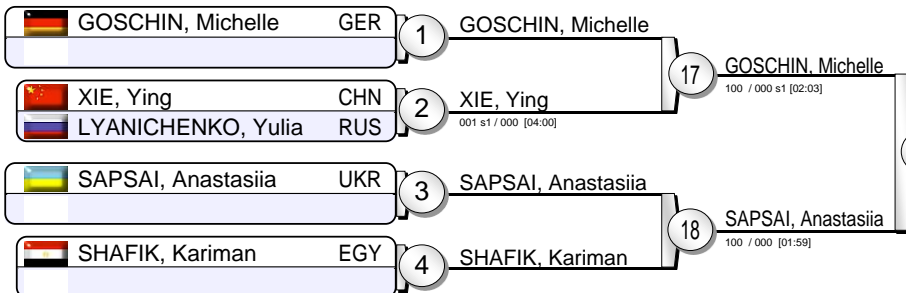 GOSCHIN, Michelle GER
1
GOSCHIN, Michelle
XIE, Ying CHN
LYANICHENKO, Yulia RUS
2
XIE, Ying
001 s1 / 000 [04:00]
17
GOSCHIN, Michelle
100 / 000 s1 [02:03]
SAPSAI, Anastasiia UKR
3
SAPSAI, Anastasiia
SHAFIK, Kariman EGY
4
SHAFIK, Kariman
18
SAPSAI, Anastasiia
100 / 000 [01:59]